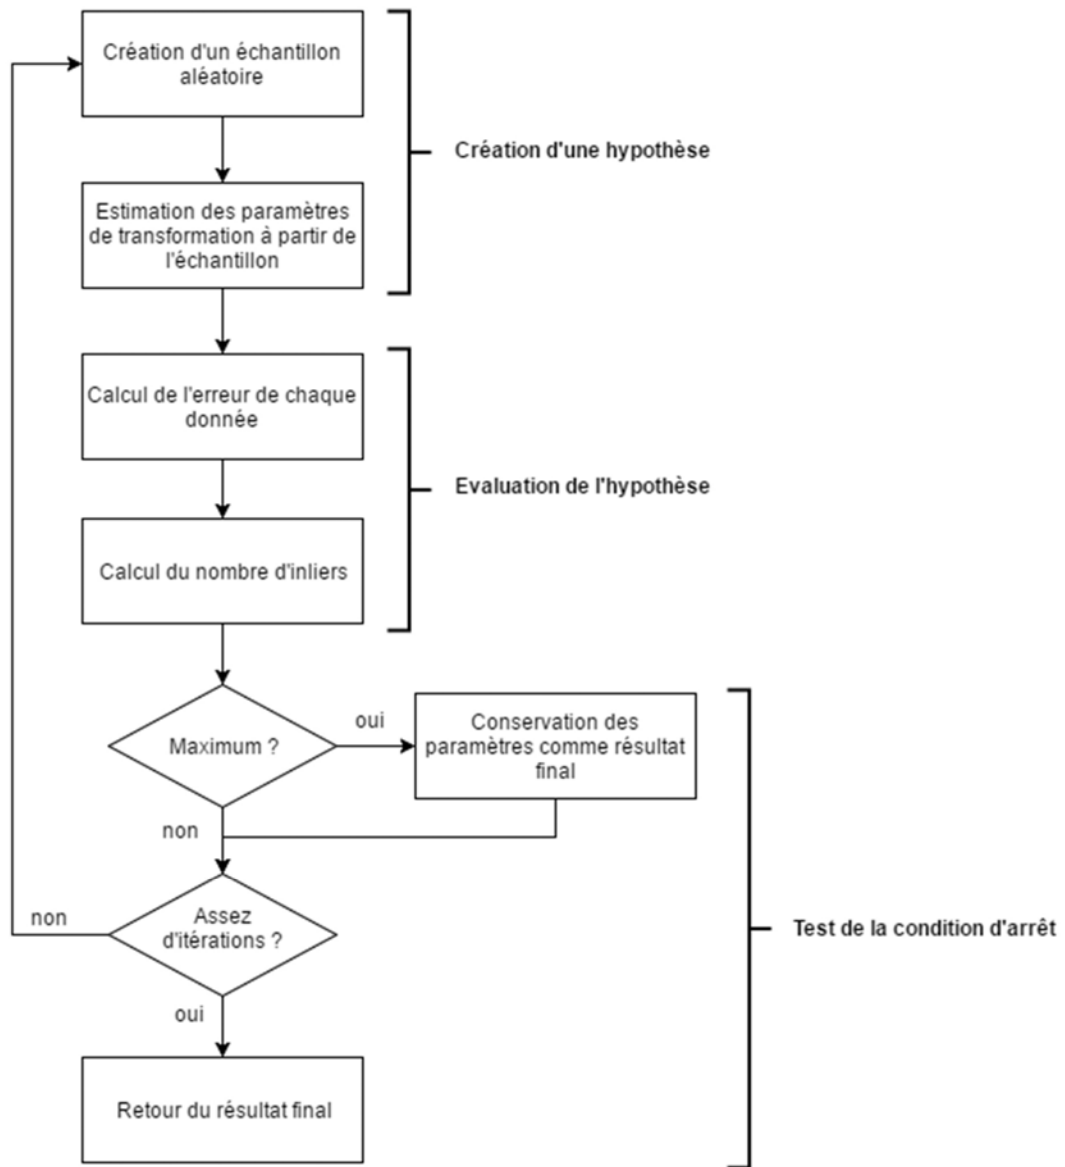 Création d'un échantillon
aléatoire
Création d'une hypothèse
Estimation des paramètres
de transformation à partir de
l'échantillon
Calcul de l'erreur de chaque
donnée
Evaluation de l'hypothèse
Calcul du nombre d'inliers
Maximum ?
oui
Conservation des
paramètres comme résultat
final
non
Assez
d'itérations ?
non
Test de la condition d'arrêt
oui
Retour du résultat final